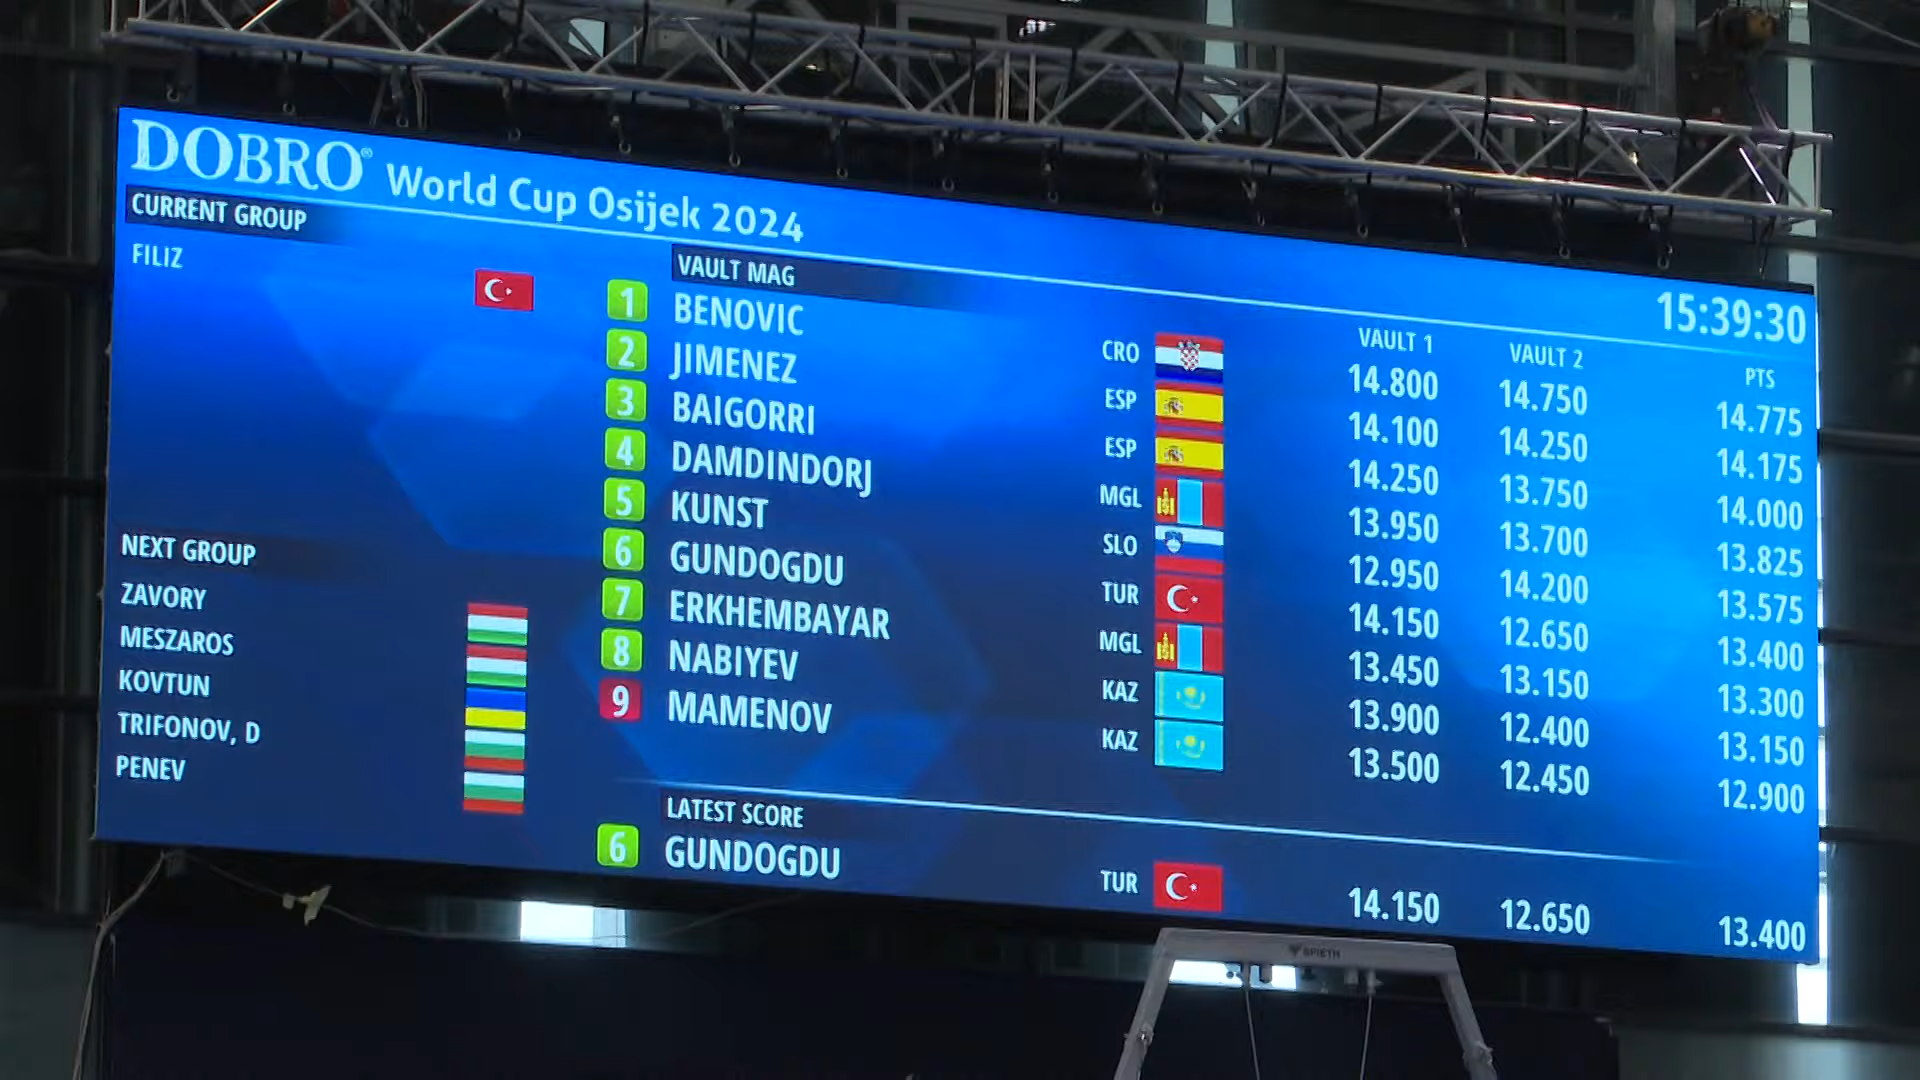 DOBRO® World Cup Osijek 2024
15:39:30
CURRENT GROUP
FILIZ
NEXT GROUP
ZAVORY
MESZAROS
KOVTUN
TRIFONOV, D
PENEV
VAULT MAG VAULT 1 VAULT 2 PTS
1 BENOVIC CRO 14.800 14.750 14.775
2 JIMENEZ ESP 14.100 14.250 14.175
3 BAIGORRI ESP 14.250 13.750 14.000
4 DAMDINDORJ MGL 13.950 13.700 13.825
5 KUNST SLO 12.950 14.200 13.575
6 GUNDOGDU TUR 14.150 12.650 13.400
7 ERKHEMBAYAR MGL 13.450 13.150 13.300
8 NABIYEV KAZ 13.900 12.400 13.150
9 MAMENOV KAZ 13.500 12.450 12.900
LATEST SCORE
6 GUNDOGDU TUR 14.150 12.650 13.400
SPIETH